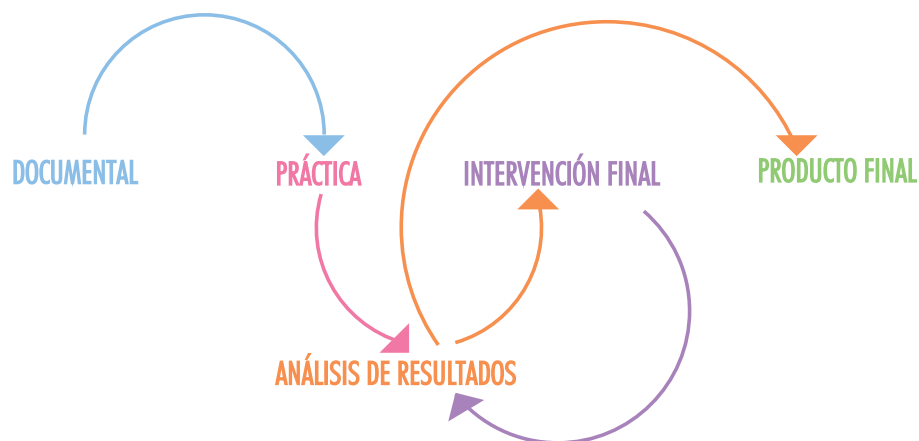 DOCUMENTAL
PRÁCTICA
INTERVENCIÓN FINAL
PRODUCTO FINAL
ANÁLISIS DE RESULTADOS